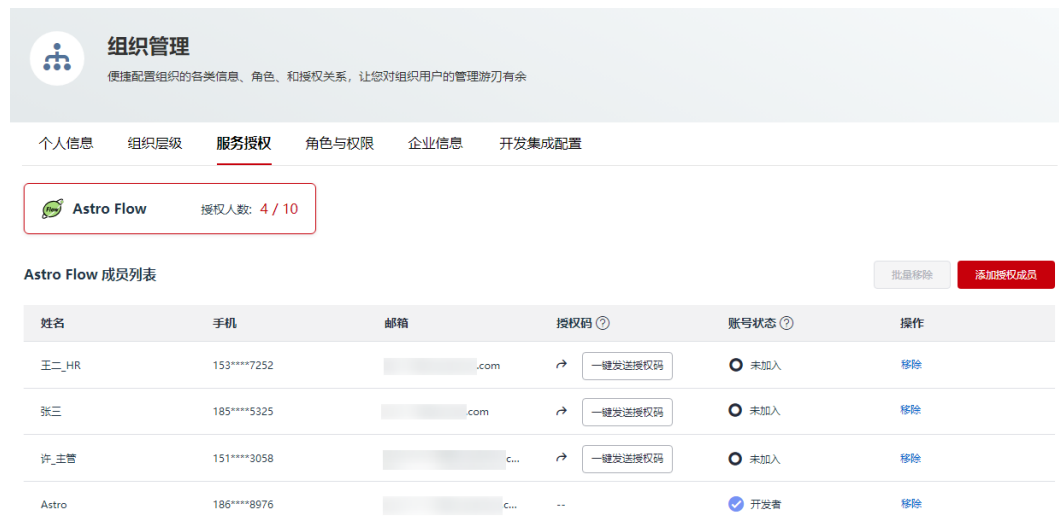 组织管理
便捷配置组织的各类信息、角色、和授权关系，让您对组织用户的管理游刃有余
个人信息 组织层级 服务授权 角色与权限 企业信息 开发集成配置
Flow Astro Flow 授权人数: 4 / 10
Astro Flow 成员列表 批量移除 添加授权成员
姓名 手机 邮箱 授权码 ? 账号状态 ? 操作
王二_HR 153****7252 .com 一键发送授权码 未加入 移除
张三 185****5325 .com 一键发送授权码 未加入 移除
许_主管 151****3058 c... 一键发送授权码 未加入 移除
Astro 186****8976 c... -- 开发者 移除